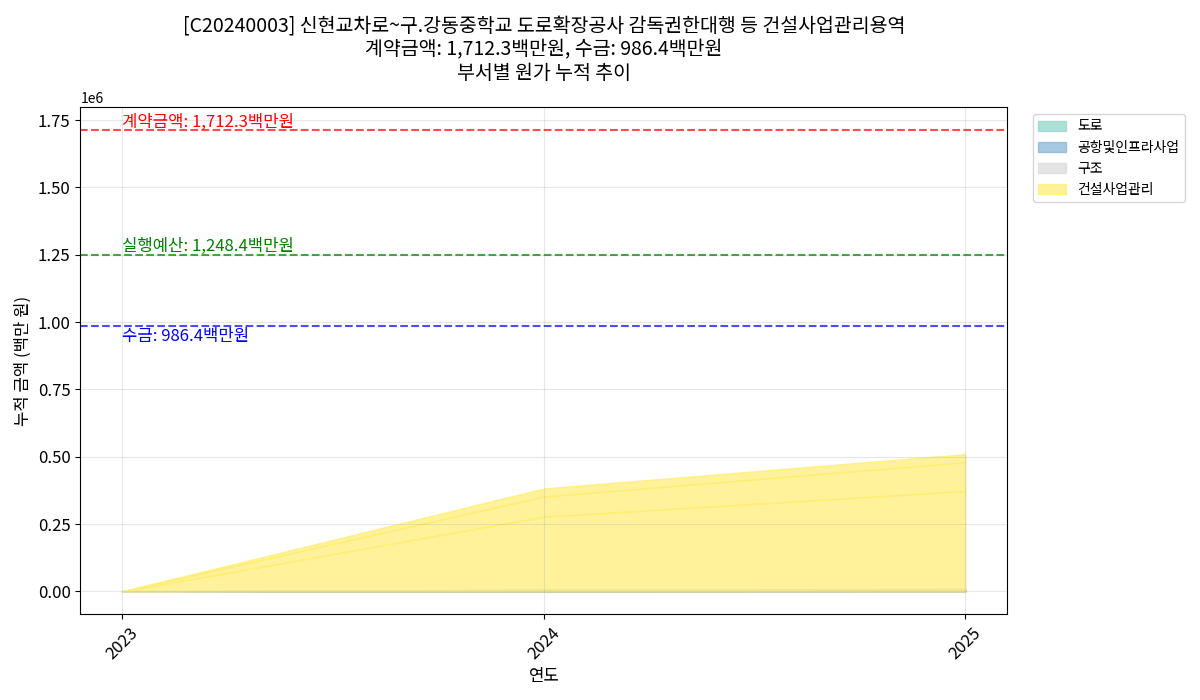 [C20240003] 신현교차로~구.강동중학교 도로확장공사 감독권한대행 등 건설사업관리용역
계약금액: 1,712.3백만원, 수금: 986.4백만원
부서별 원가 누적 추이
1e6
1.75
1.50
1.25
1.00
0.75
0.50
0.25
0.00
누적 금액 (백만 원)
계약금액: 1,712.3백만원
실행예산: 1,248.4백만원
수금: 986.4백만원
2023
2024
2025
연도
도로
공항및인프라사업
구조
건설사업관리